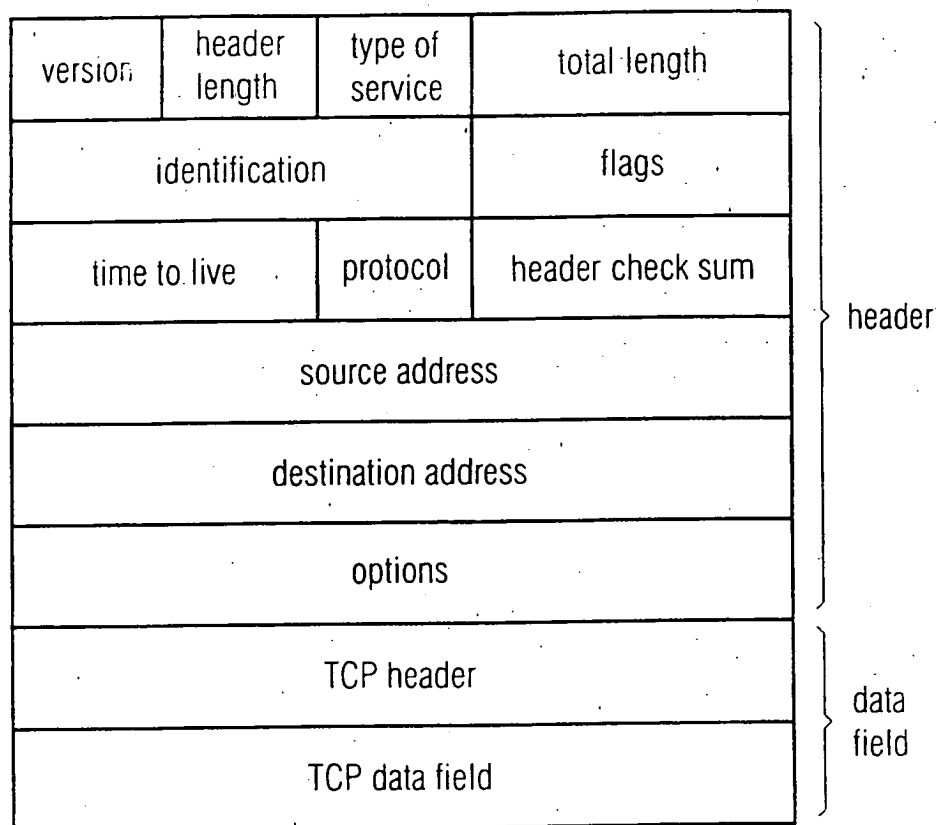 version
header
length
type of
service
total length
identification
flags
time to live
protocol
header check sum
header
source address
destination address
options
TCP header
data
field
TCP data field